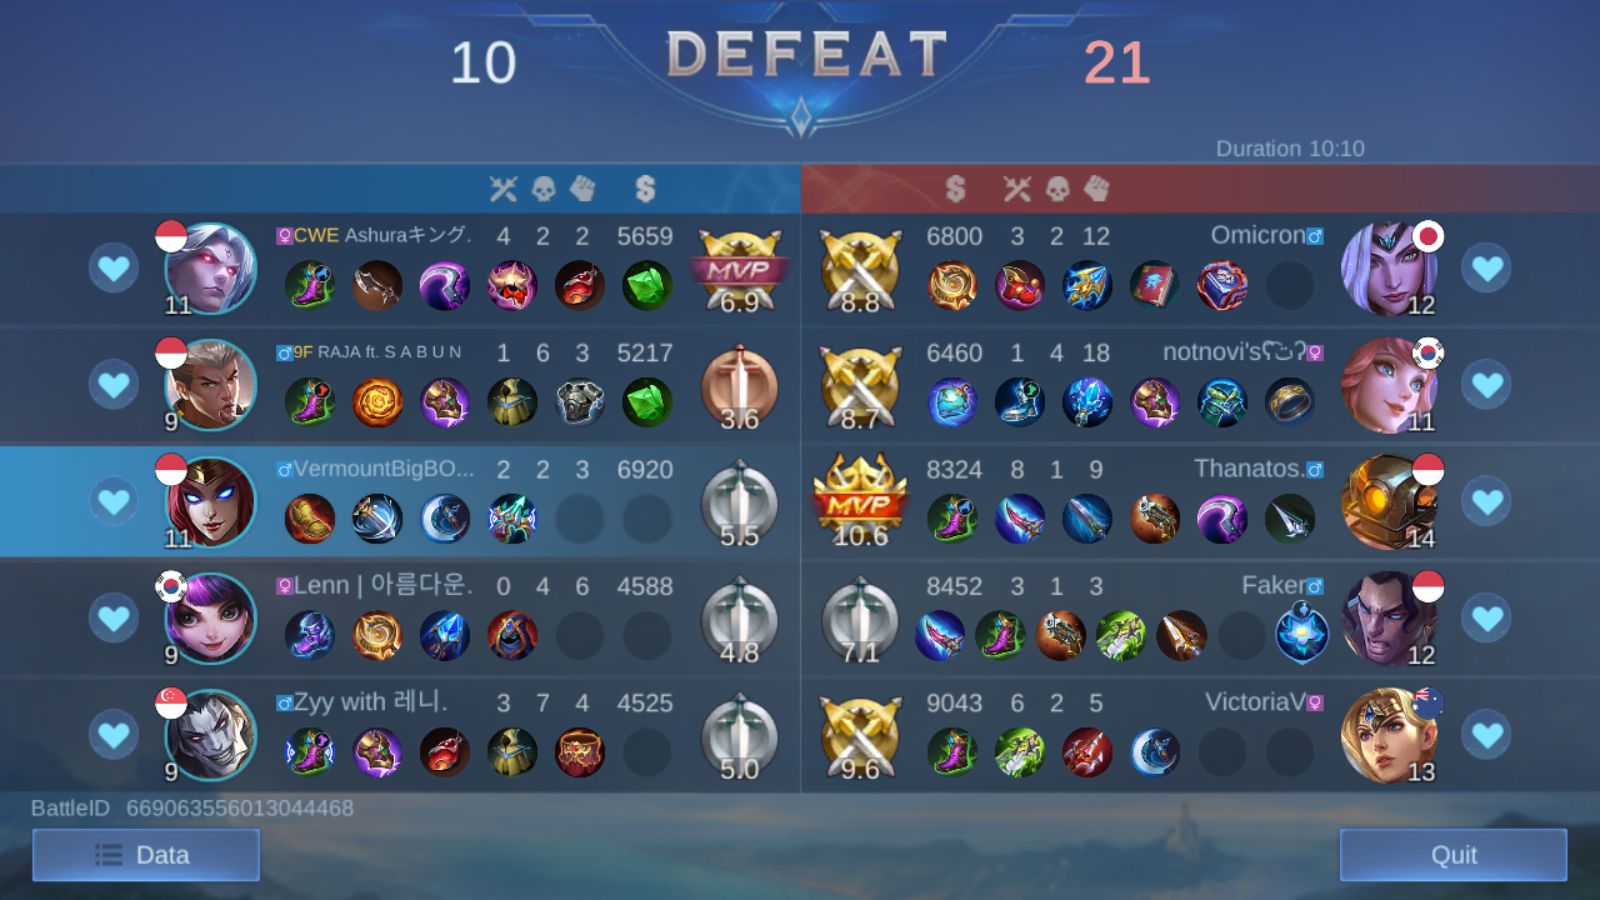 10 DEFEAT 21
Duration 10:10
CWE Ashuraキング. 4 2 2 5659
MVP 6.9
11
8.8 6800 3 2 12 Omicron
12
9F RAJA ft. S A B U N 1 6 3 5217
3.6
9
8.7 6460 1 4 18 notnovi's
11
VermountBigBO... 2 2 3 6920
5.5
11
MVP 10.6 8324 8 1 9 Thanatos.
14
Lenn | 아름다운. 0 4 6 4588
4.8
9
7.1 8452 3 1 3 Faker
12
Zyy with 레니. 3 7 4 4525
5.0
9
9.6 9043 6 2 5 VictoriaV
13
BattleID 669063556013044468
Data
Quit